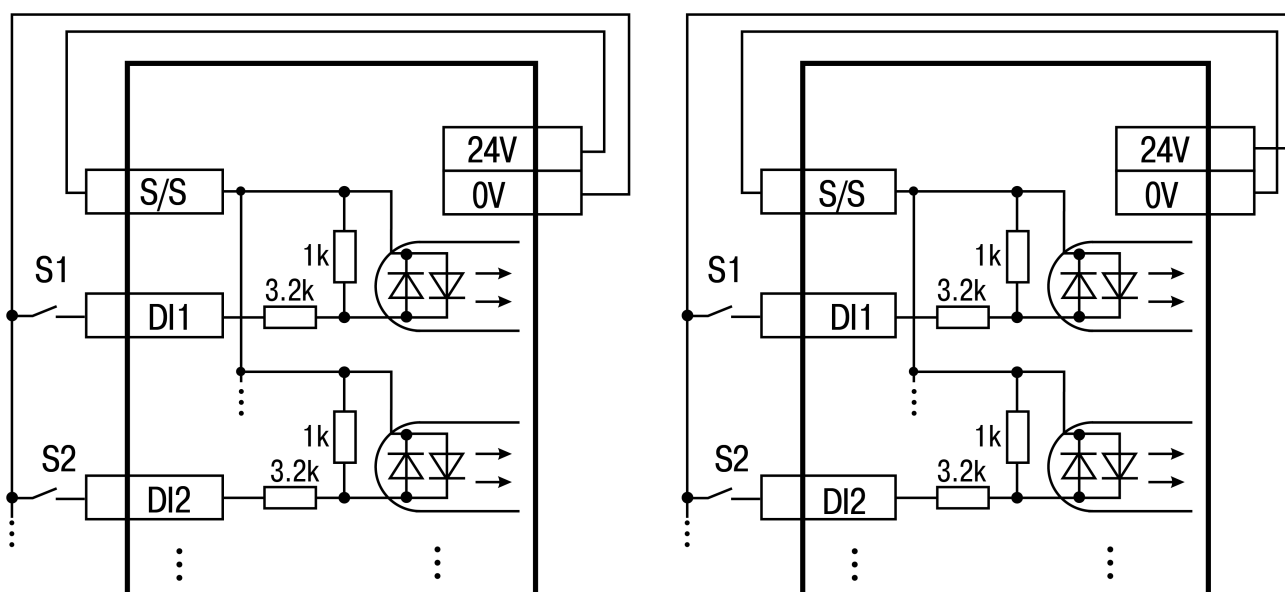 24V
S/S
0V
S1
1k
3.2k
DI1
S2
1k
3.2k
DI2
24V
S/S
0V
S1
1k
3.2k
DI1
S2
1k
3.2k
DI2